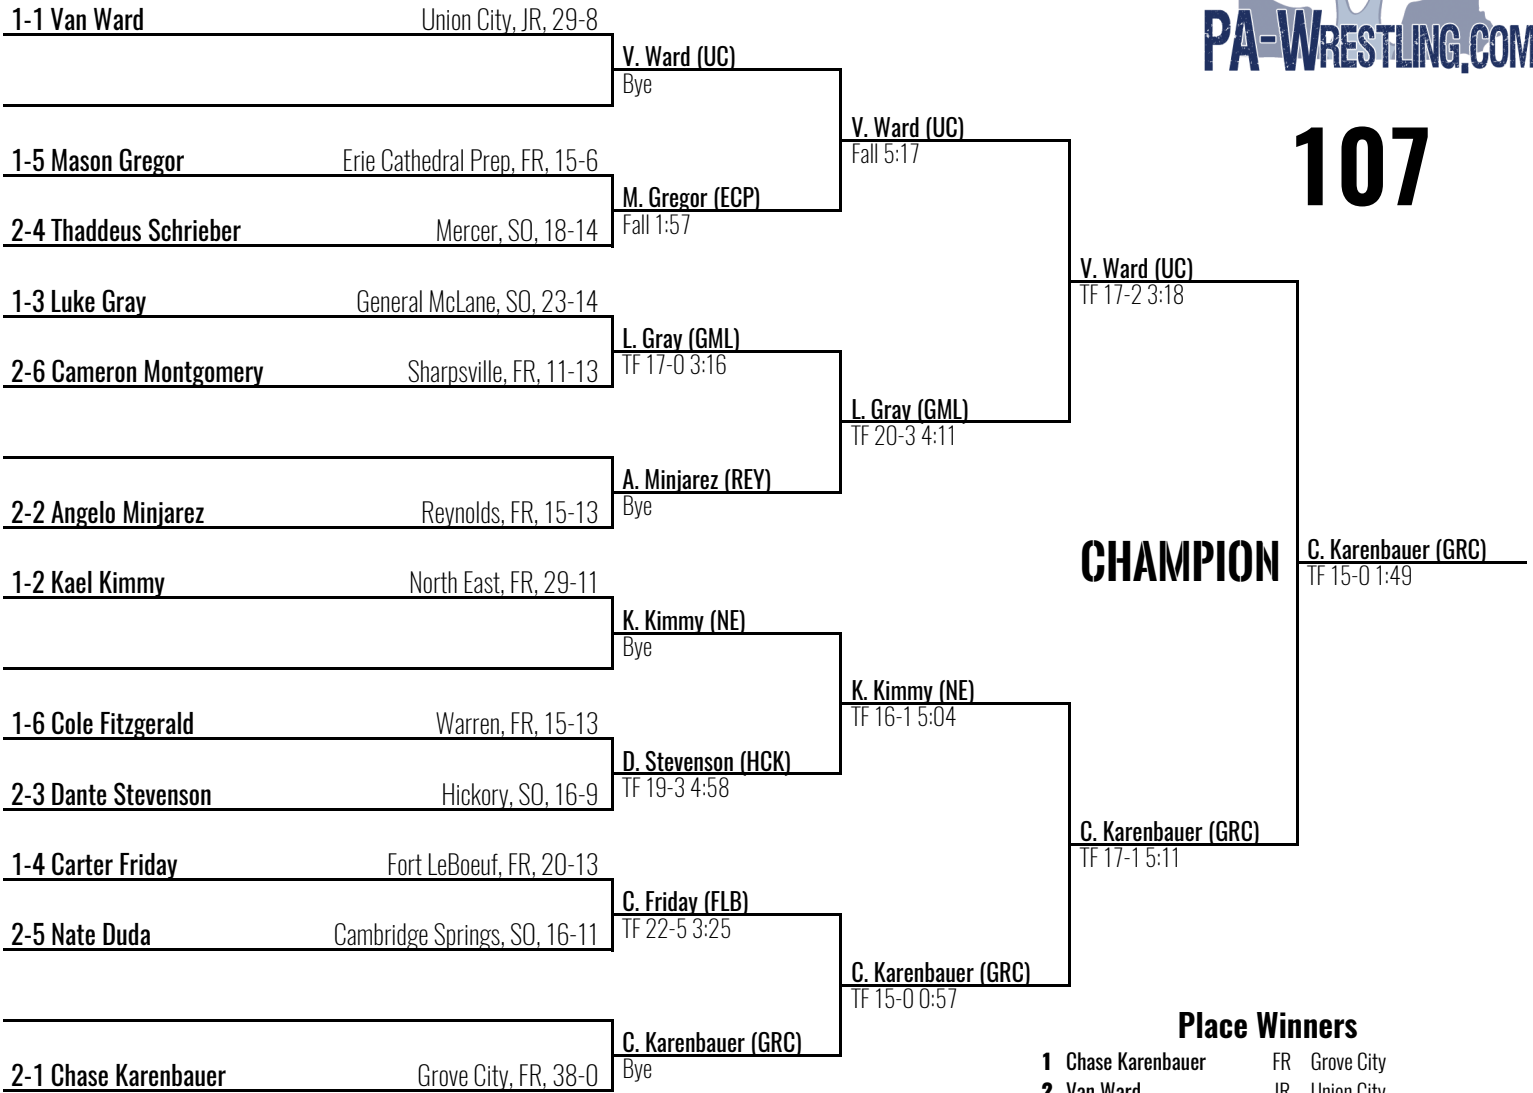 PA-WRESTLING.COM
107
1-1 Van Ward Union City, JR, 29-8
V. Ward (UC)
Bye
V. Ward (UC)
Fall 5:17
1-5 Mason Gregor Erie Cathedral Prep, FR, 15-6
M. Gregor (ECP)
Fall 1:57
2-4 Thaddeus Schrieber Mercer, SO, 18-14
V. Ward (UC)
TF 17-2 3:18
1-3 Luke Gray General McLane, SO, 23-14
L. Gray (GML)
TF 17-0 3:16
2-6 Cameron Montgomery Sharpsville, FR, 11-13
L. Gray (GML)
TF 20-3 4:11
A. Minjarez (REY)
Bye
2-2 Angelo Minjarez Reynolds, FR, 15-13
CHAMPION
C. Karenbauer (GRC)
TF 15-0 1:49
1-2 Kael Kimmy North East, FR, 29-11
K. Kimmy (NE)
Bye
K. Kimmy (NE)
TF 16-1 5:04
1-6 Cole Fitzgerald Warren, FR, 15-13
D. Stevenson (HCK)
TF 19-3 4:58
2-3 Dante Stevenson Hickory, SO, 16-9
C. Karenbauer (GRC)
TF 17-1 5:11
1-4 Carter Friday Fort LeBoeuf, FR, 20-13
C. Friday (FLB)
TF 22-5 3:25
2-5 Nate Duda Cambridge Springs, SO, 16-11
C. Karenbauer (GRC)
TF 15-0 0:57
C. Karenbauer (GRC)
Bye
2-1 Chase Karenbauer Grove City, FR, 38-0
Place Winners
1 Chase Karenbauer FR Grove City
2 Van Ward JR Union City